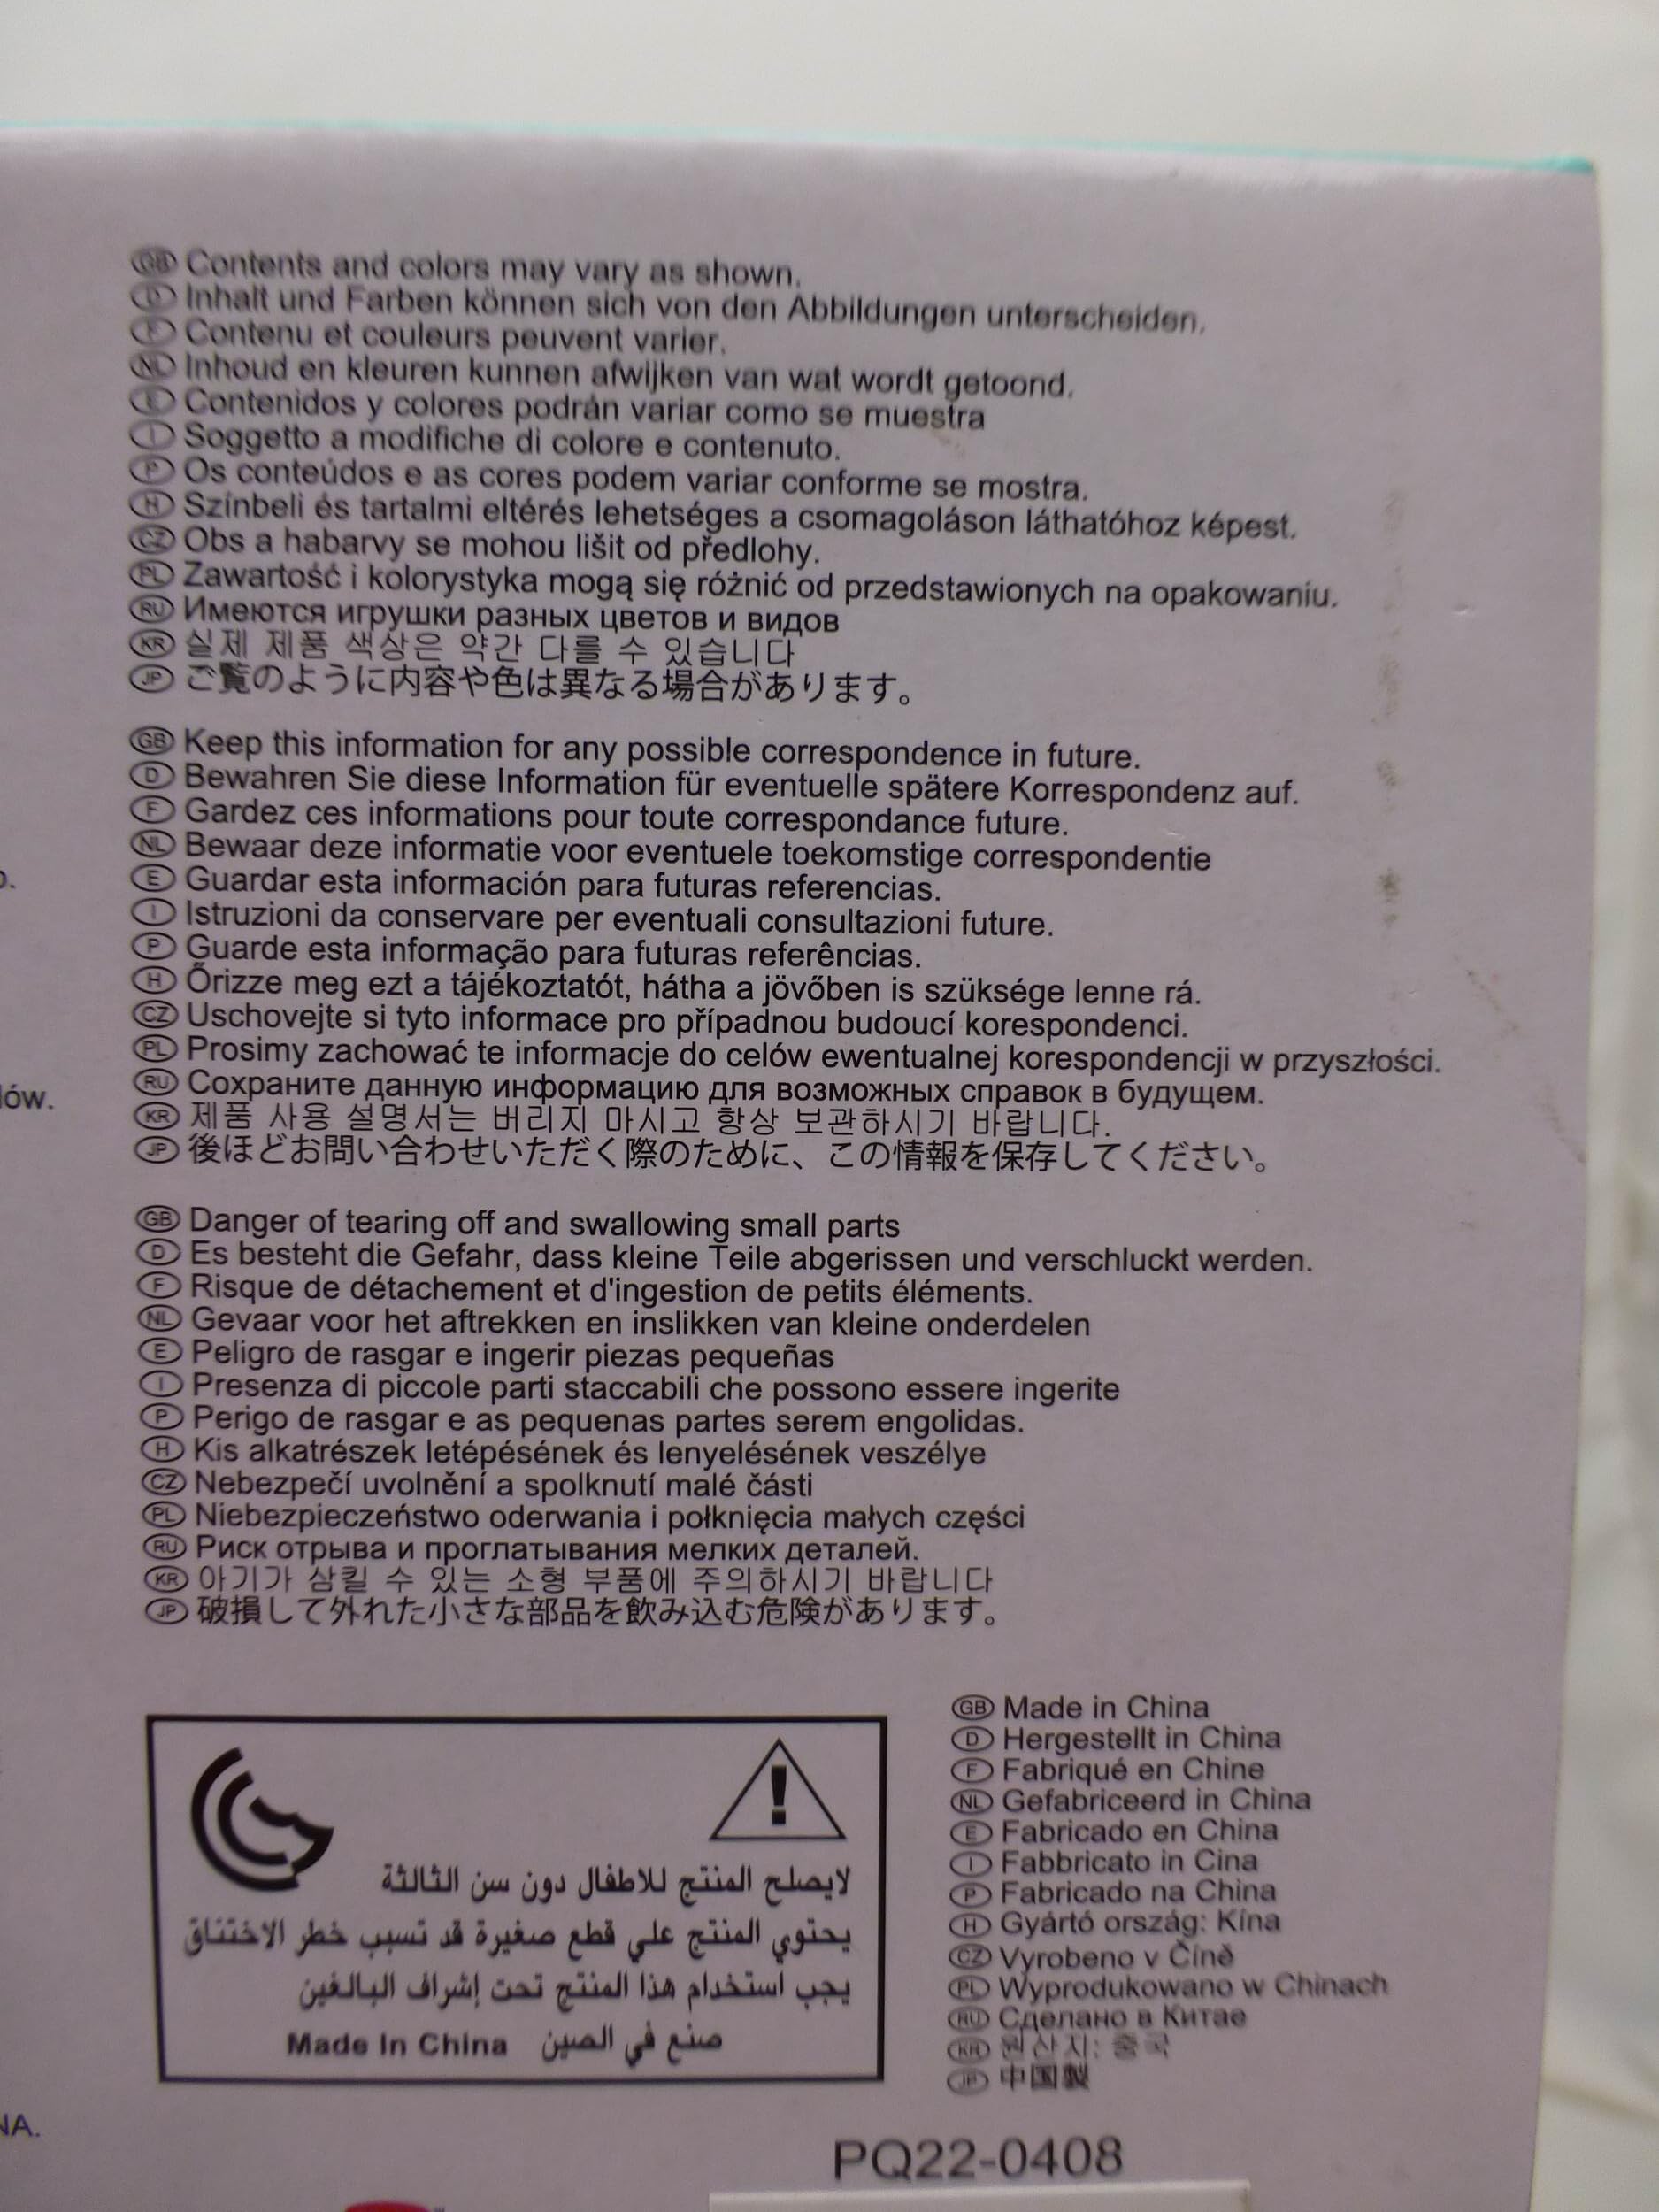 GB Contents and colors may vary as shown.
D Inhalt und Farben können sich von den Abbildungen unterscheiden.
F Contenu et couleurs peuvent varier.
NL Inhoud en kleuren kunnen afwijken van wat wordt getoond.
E Contenidos y colores podrán variar como se muestra
I Soggetto a modifiche di colore e contenuto.
P Os conteúdos e as cores podem variar conforme se mostra.
H Színbeli és tartalmi eltérés lehetséges a csomagoláson láthatóhoz képest.
CZ Obs a habarvy se mohou lišit od předlohy.
PL Zawartość i kolorystyka mogą się różnić od przedstawionych na opakowaniu.
RU Имеются игрушки разных цветов и видов
KR 실제 제품 색상은 약간 다를 수 있습니다
JP ご覧のように内容や色は異なる場合があります。
GB Keep this information for any possible correspondence in future.
D Bewahren Sie diese Information für eventuelle spätere Korrespondenz auf.
F Gardez ces informations pour toute correspondance future.
NL Bewaar deze informatie voor eventuele toekomstige correspondentie
E Guardar esta información para futuras referencias.
I Istruzioni da conservare per eventuali consultazioni future.
P Guarde esta informação para futuras referências.
H Őrizze meg ezt a tájékoztatót, hátha a jövőben is szüksége lenne rá.
CZ Uschovejte si tyto informace pro případnou budoucí korespondenci.
PL Prosimy zachować te informacje do celów ewentualnej korespondencji w przyszłości.
RU Сохраните данную информацию для возможных справок в будущем.
KR 제품 사용 설명서는 버리지 마시고 항상 보관하시기 바랍니다.
JP 後ほどお問い合わせいただく際のために、この情報を保存してください。
GB Danger of tearing off and swallowing small parts
D Es besteht die Gefahr, dass kleine Teile abgerissen und verschluckt werden.
F Risque de détachement et d'ingestion de petits éléments.
NL Gevaar voor het aftrekken en inslikken van kleine onderdelen
E Peligro de rasgar e ingerir piezas pequeñas
I Presenza di piccole parti staccabili che possono essere ingerite
P Perigo de rasgar e as pequenas partes serem engolidas.
H Kis alkatrészek letépésének és lenyelésének veszélye
CZ Nebezpečí uvolnění a spolknutí malé části
PL Niebezpieczeństwo oderwania i połknięcia małych części
RU Риск отрыва и проглатывания мелких деталей.
KR 아기가 삼킬 수 있는 소형 부품에 주의하시기 바랍니다
JP 破損して外れた小さな部品を飲み込む危険があります。
لايصلح المنتج للاطفال دون سن الثالثة
يحتوي المنتج علي قطع صغيرة قد تسبب خطر الاختناق
يجب استخدام هذا المنتج تحت إشراف البالغين
صنع في الصين Made In China
GB Made in China
D Hergestellt in China
F Fabriqué en Chine
NL Gefabriceerd in China
E Fabricado en China
I Fabbricato in Cina
P Fabricado na China
H Gyártó ország: Kína
CZ Vyrobeno v Číně
PL Wyprodukowano w Chinach
RU Сделано в Китае
KR 원산지: 중국
JP 中国製
PQ22-0408